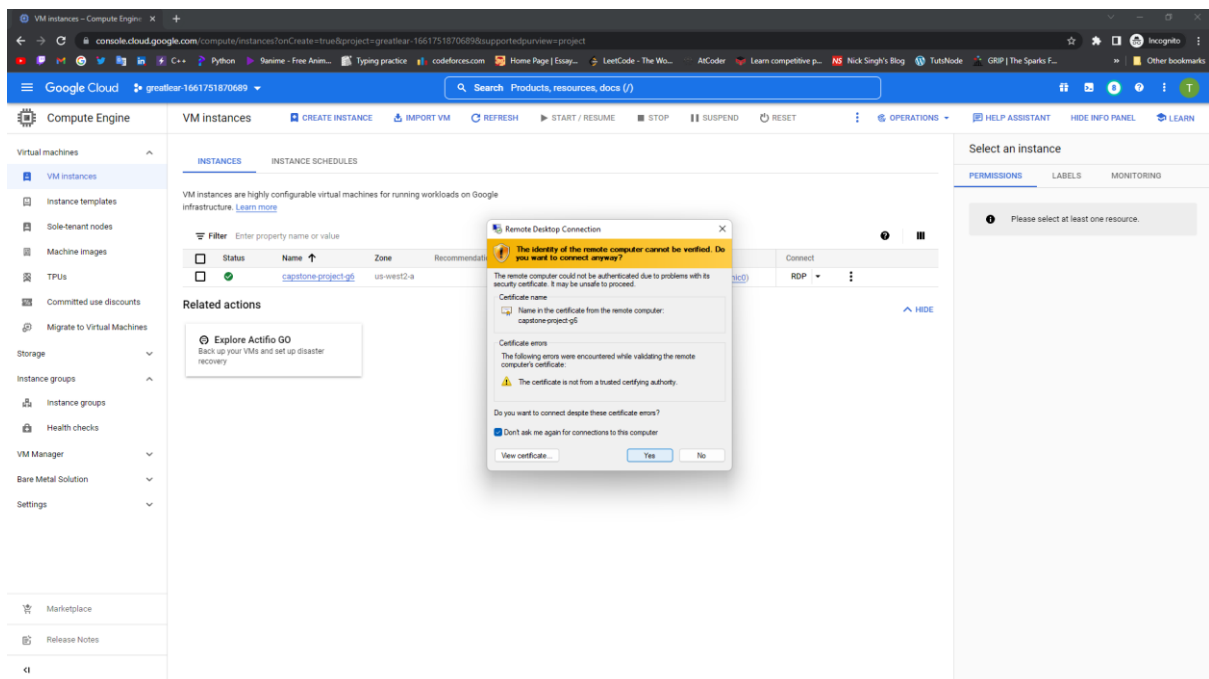 VM instances – Compute Engine
console.cloud.google.com/compute/instances?onCreate=true&project=greatlear-1661751870689&supportedpurview=project
Incognito
C++ Python 9anime - Free Anim... Typing practice codeforces.com Home Page | Essay... LeetCode - The Wo... AtCoder Learn competitive p... NS Nick Singh's Blog TutsNode GRIP | The Sparks F... » Other bookmarks
Google Cloud greatlear-1661751870689 Search Products, resources, docs (/) 8 T
Compute Engine
VM instances CREATE INSTANCE IMPORT VM REFRESH START / RESUME STOP SUSPEND RESET OPERATIONS HELP ASSISTANT HIDE INFO PANEL LEARN
Virtual machines
VM instances
Instance templates
Sole-tenant nodes
Machine images
TPUs
Committed use discounts
Migrate to Virtual Machines
Storage
Instance groups
Instance groups
Health checks
VM Manager
Bare Metal Solution
Settings
Marketplace
Release Notes
INSTANCES INSTANCE SCHEDULES
VM instances are highly configurable virtual machines for running workloads on Google
infrastructure. Learn more
Filter Enter property name or value
Status Name Zone Recommendati Connect
capstone-project-g6 us-west2-a nic0) RDP
Related actions HIDE
Explore Actifio GO
Back up your VMs and set up disaster
recovery
Remote Desktop Connection
The identity of the remote computer cannot be verified. Do
you want to connect anyway?
The remote computer could not be authenticated due to problems with its
security certificate. It may be unsafe to proceed.
Certificate name
Name in the certificate from the remote computer:
capstone-project-g6
Certificate errors
The following errors were encountered while validating the remote
computer's certificate:
The certificate is not from a trusted certifying authority.
Do you want to connect despite these certificate errors?
Don't ask me again for connections to this computer
View certificate... Yes No
Select an instance
PERMISSIONS LABELS MONITORING
Please select at least one resource.